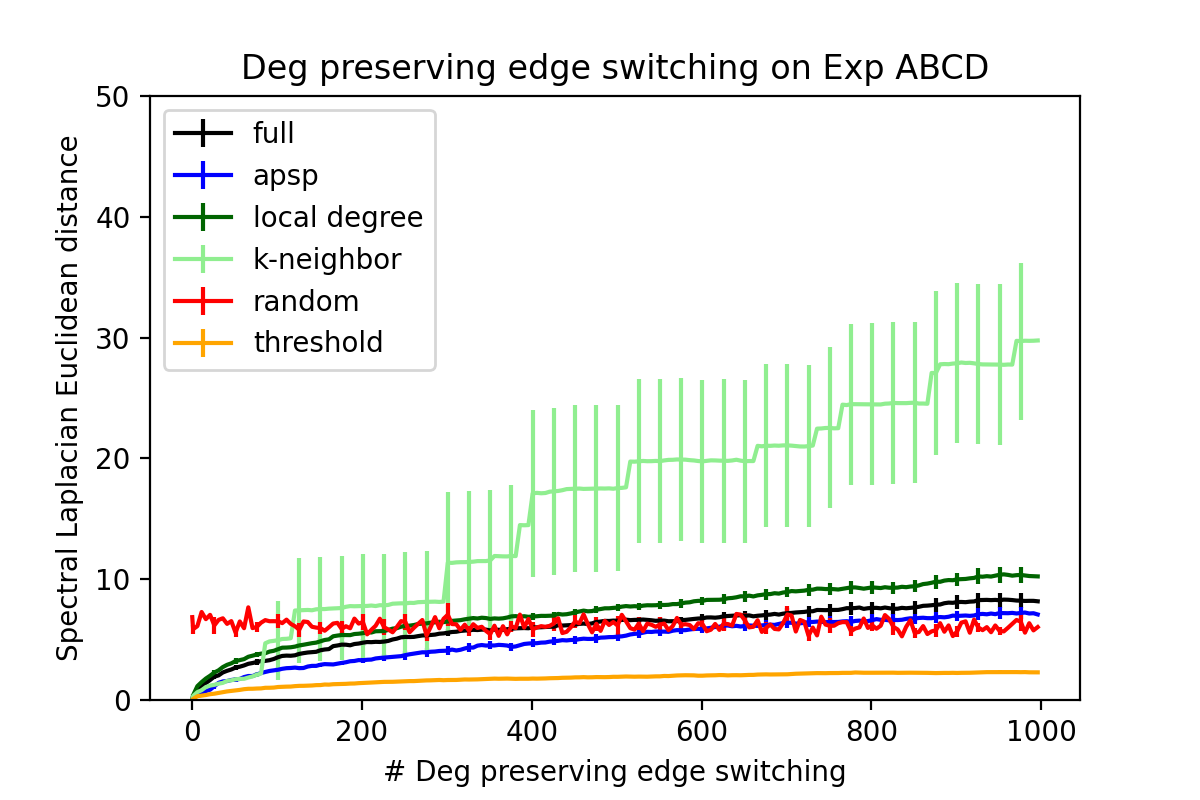 Deg preserving edge switching on Exp ABCD
50
40
30
20
10
0
Spectral Laplacian Euclidean distance
full
apsp
local degree
k-neighbor
random
threshold
0 200 400 600 800 1000
# Deg preserving edge switching